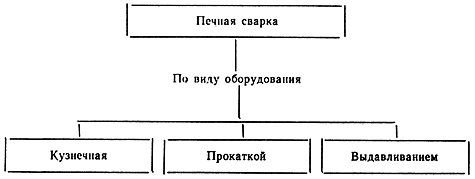 Печная сварка
По виду оборудования
Кузнечная
Прокаткой
Выдавливанием